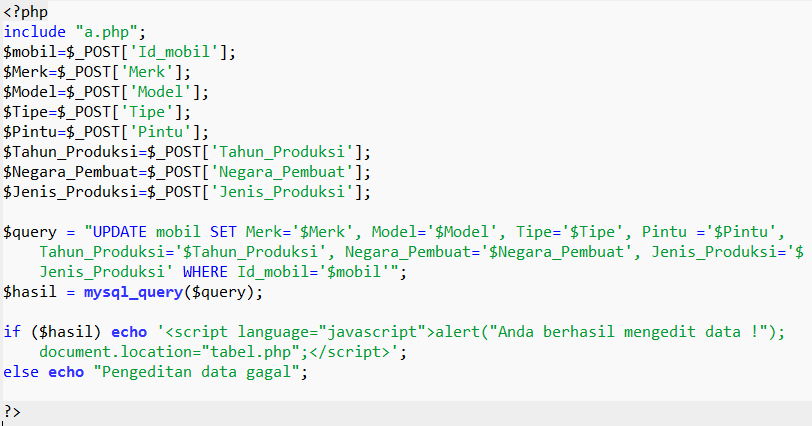 <?php
include "a.php";
$mobil=$_POST['Id_mobil'];
$Merk=$_POST['Merk'];
$Model=$_POST['Model'];
$Tipe=$_POST['Tipe'];
$Pintu=$_POST['Pintu'];
$Tahun_Produksi=$_POST['Tahun_Produksi'];
$Negara_Pembuat=$_POST['Negara_Pembuat'];
$Jenis_Produksi=$_POST['Jenis_Produksi'];

$query = "UPDATE mobil SET Merk='$Merk', Model='$Model', Tipe='$Tipe', Pintu ='$Pintu',
    Tahun_Produksi='$Tahun_Produksi', Negara_Pembuat='$Negara_Pembuat', Jenis_Produksi='$
    Jenis_Produksi' WHERE Id_mobil='$mobil'";
$hasil = mysql_query($query);

if ($hasil) echo '<script language="javascript">alert("Anda berhasil mengedit data !");
    document.location="tabel.php";</script>';
else echo "Pengeditan data gagal";

?>